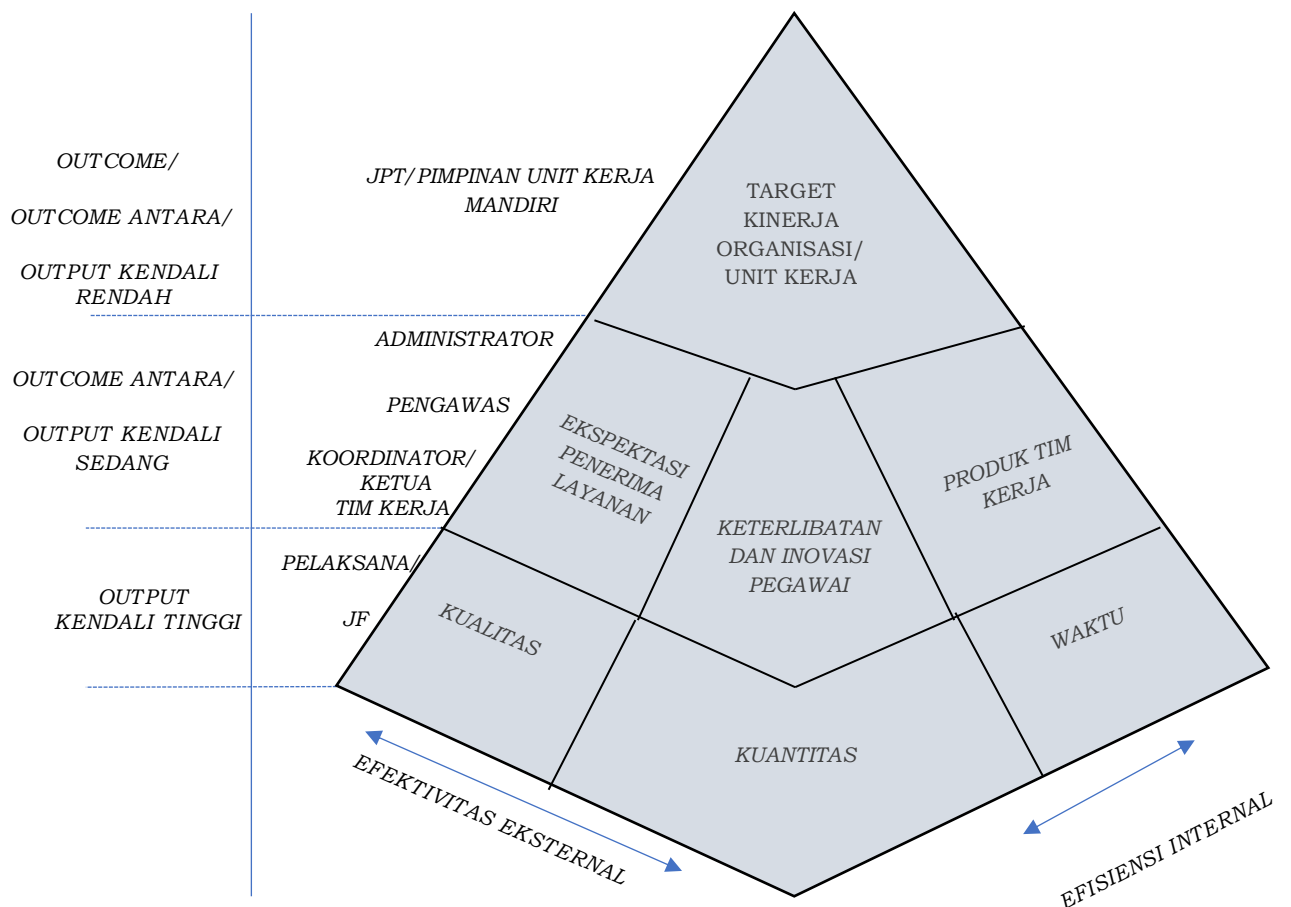 OUTCOME/
OUTCOME ANTARA/
OUTPUT KENDALI
RENDAH
JPT/PIMPINAN UNIT KERJA
MANDIRI
TARGET
KINERJA
ORGANISASI/
UNIT KERJA
OUTCOME ANTARA/
OUTPUT KENDALI
SEDANG
ADMINISTRATOR
PENGAWAS
KOORDINATOR/
KETUA
TIM KERJA
EKSPEKTASI
PENERIMA
LAYANAN
KETERLIBATAN
DAN INOVASI
PEGAWAI
PRODUK TIM
KERJA
OUTPUT
KENDALI TINGGI
PELAKSANA/
JF
KUALITAS
KUANTITAS
WAKTU
EFEKTIVITAS EKSTERNAL
EFISIENSI INTERNAL